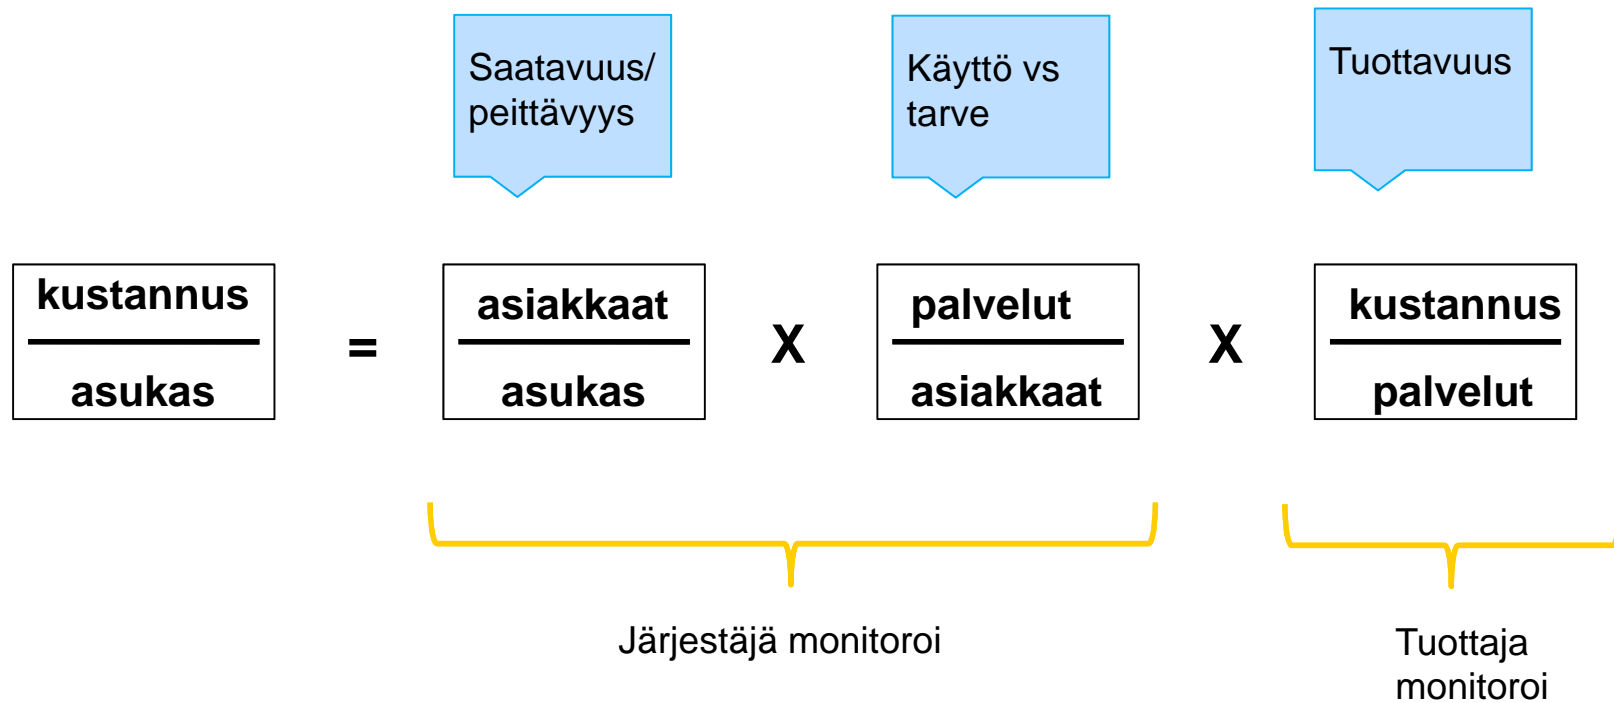 Saatavuus/
peittävyys
Käyttö vs
tarve
Tuottavuus
kustannus
asukas
=
asiakkaat
asukas
X
palvelut
asiakkaat
X
kustannus
palvelut
Järjestäjä monitoroi
Tuottaja
monitoroi